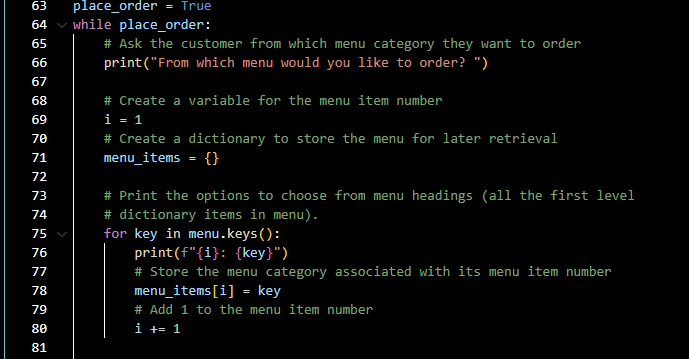 63 place_order = True
64 while place_order:
65     # Ask the customer from which menu category they want to order
66     print("From which menu would you like to order? ")
67
68     # Create a variable for the menu item number
69     i = 1
70     # Create a dictionary to store the menu for later retrieval
71     menu_items = {}
72
73     # Print the options to choose from menu headings (all the first level
74     # dictionary items in menu).
75     for key in menu.keys():
76         print(f"{i}: {key}")
77         # Store the menu category associated with its menu item number
78         menu_items[i] = key
79         # Add 1 to the menu item number
80         i += 1
81